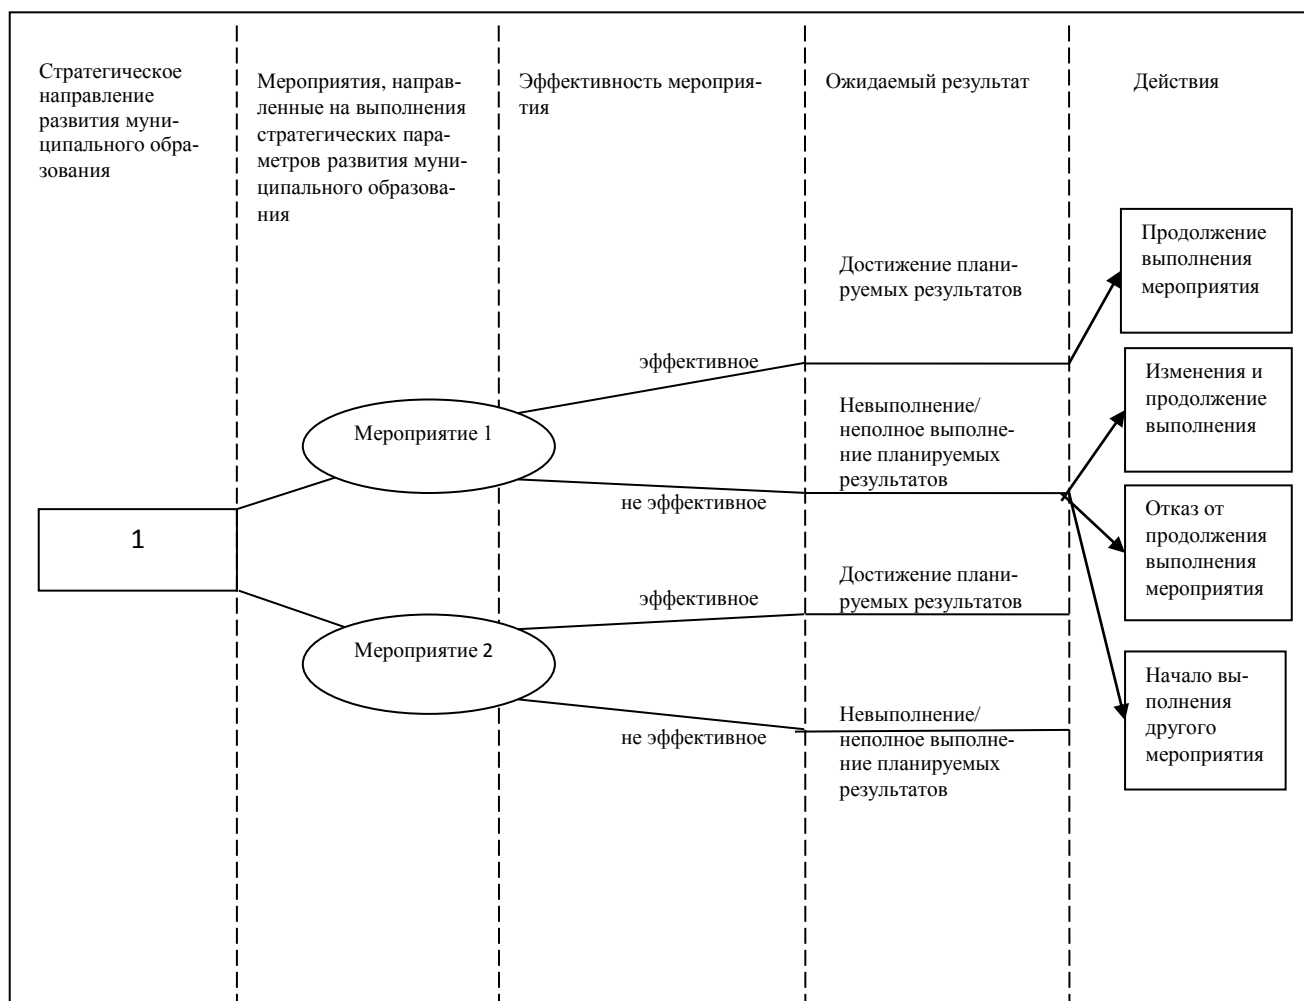 Стратегическое
направление
развития муни-
ципального обра-
зования
Мероприятия, направ-
ленные на выполнения
стратегических пара-
метров развития муни-
ципального образова-
ния
Эффективность мероприя-
тия
Ожидаемый результат
Действия
Продолжение
выполнения
мероприятия
Достижение плани-
руемых результатов
эффективное
Изменения и
продолжение
выполнения
Невыполнение/
неполное выполне-
ние планируемых
результатов
Мероприятие 1
не эффективное
Отказ от
продолжения
выполнения
мероприятия
1
Достижение плани-
руемых результатов
эффективное
Мероприятие 2
Начало вы-
полнения
другого
мероприятия
Невыполнение/
неполное выполне-
ние планируемых
результатов
не эффективное